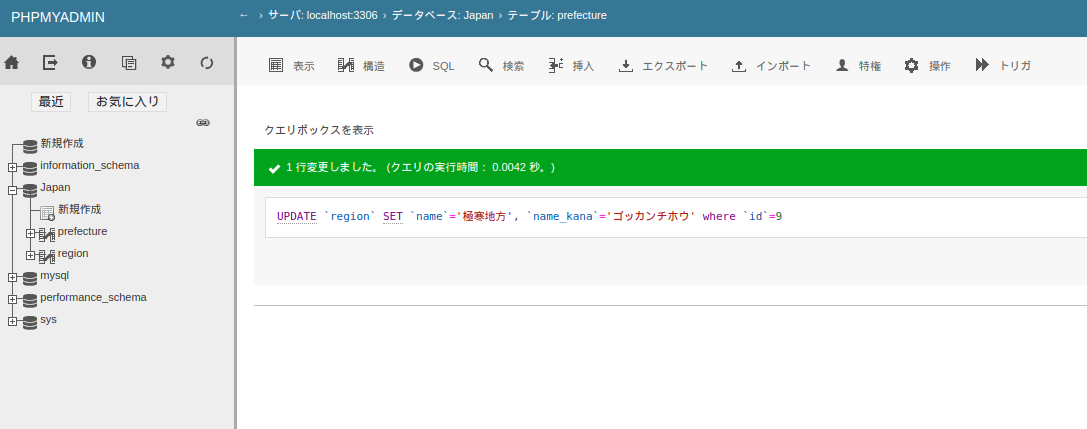 PHPMYADMIN
← › サーバ: localhost:3306 › データベース: Japan › テーブル: prefecture
表示 構造 SQL 検索 挿入 エクスポート インポート 特権 操作 トリガ
最近 お気に入り
新規作成
information_schema
Japan
新規作成
prefecture
region
mysql
performance_schema
sys
クエリボックスを表示
1 行変更しました。 (クエリの実行時間 : 0.0042 秒。)
UPDATE `region` SET `name`='極寒地方', `name_kana`='ゴッカンチホウ' where `id`=9